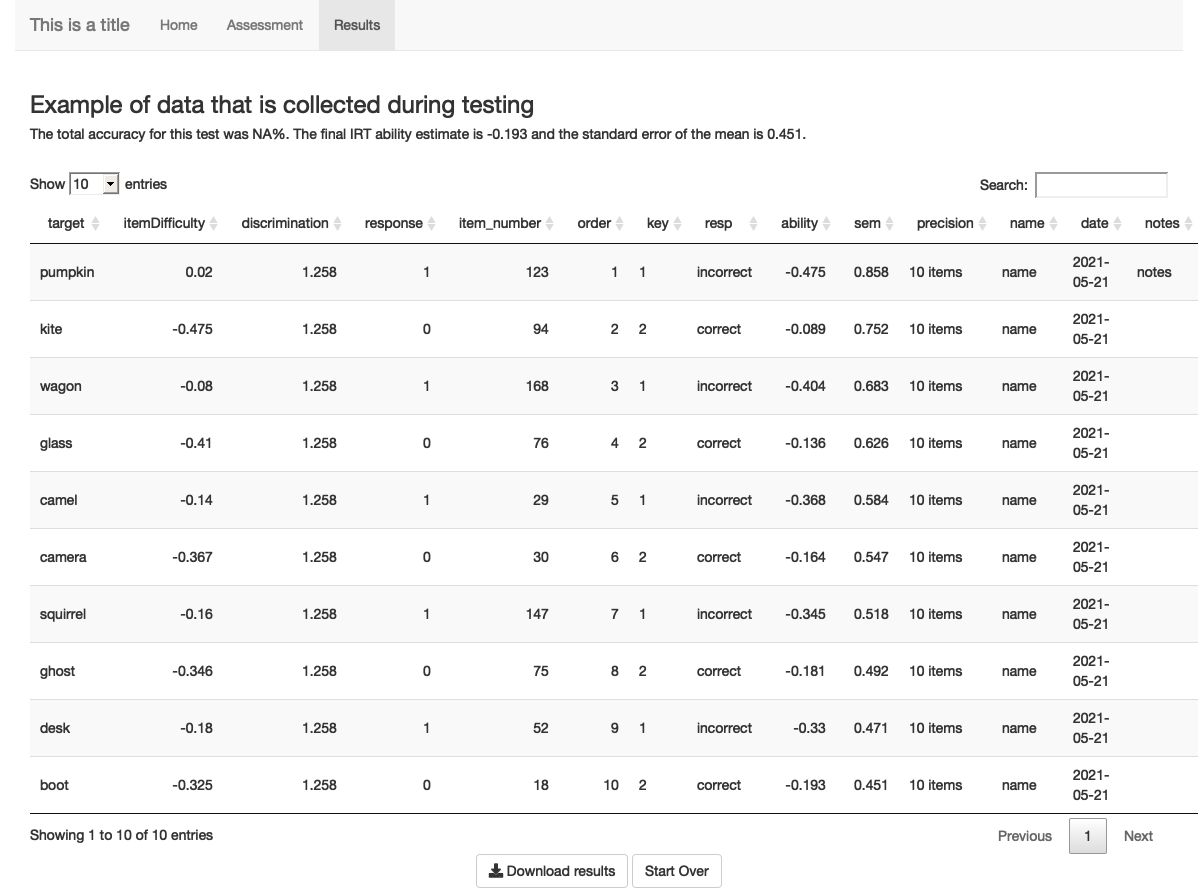 This is a title Home Assessment Results
Example of data that is collected during testing
The total accuracy for this test was NA%. The final IRT ability estimate is -0.193 and the standard error of the mean is 0.451.
Show 10 entries Search:
target itemDifficulty discrimination response item_number order key resp ability sem precision name date notes
pumpkin 0.02 1.258 1 123 1 1 incorrect -0.475 0.858 10 items name 2021-
05-21 notes
kite -0.475 1.258 0 94 2 2 correct -0.089 0.752 10 items name 2021-
05-21
wagon -0.08 1.258 1 168 3 1 incorrect -0.404 0.683 10 items name 2021-
05-21
glass -0.41 1.258 0 76 4 2 correct -0.136 0.626 10 items name 2021-
05-21
camel -0.14 1.258 1 29 5 1 incorrect -0.368 0.584 10 items name 2021-
05-21
camera -0.367 1.258 0 30 6 2 correct -0.164 0.547 10 items name 2021-
05-21
squirrel -0.16 1.258 1 147 7 1 incorrect -0.345 0.518 10 items name 2021-
05-21
ghost -0.346 1.258 0 75 8 2 correct -0.181 0.492 10 items name 2021-
05-21
desk -0.18 1.258 1 52 9 1 incorrect -0.33 0.471 10 items name 2021-
05-21
boot -0.325 1.258 0 18 10 2 correct -0.193 0.451 10 items name 2021-
05-21
Showing 1 to 10 of 10 entries Previous 1 Next
Download results Start Over